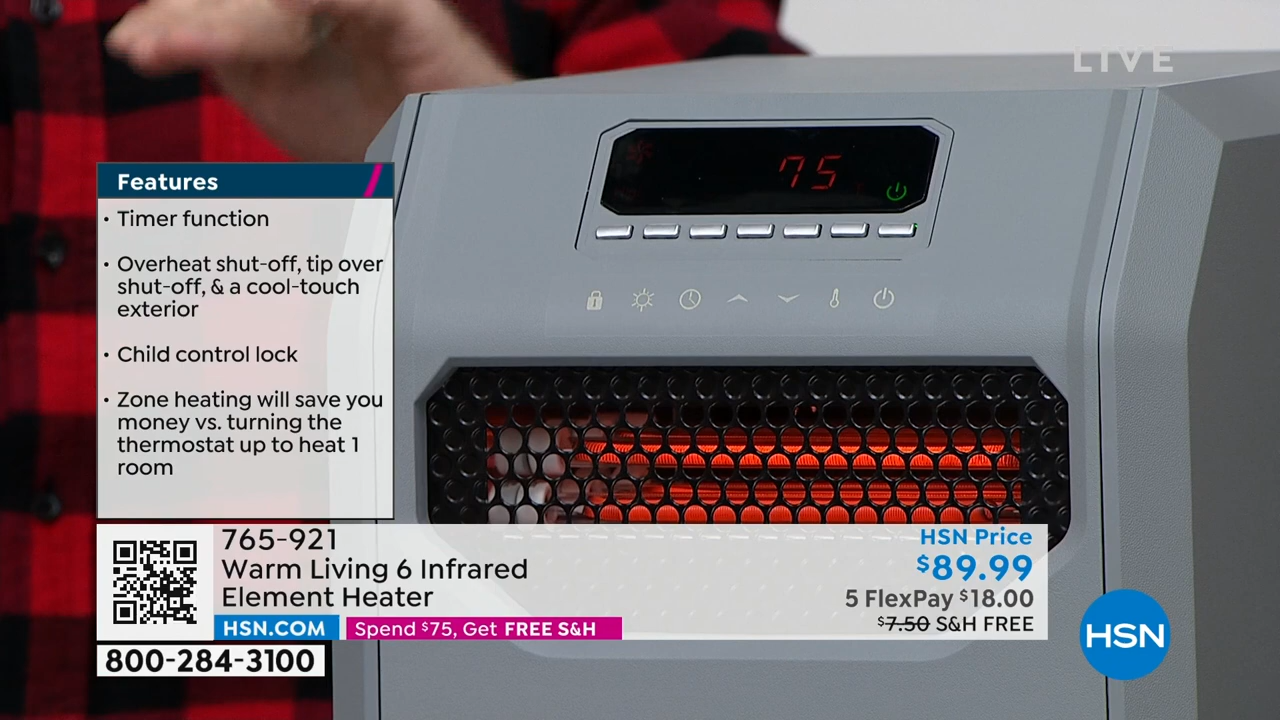 LIVE
75
Features
• Timer function
• Overheat shut-off, tip over
shut-off, & a cool-touch
exterior
• Child control lock
• Zone heating will save you
money vs. turning the
thermostat up to heat 1
room
765-921
Warm Living 6 Infrared
Element Heater
HSN.COM
Spend $75, Get FREE S&H
800-284-3100
HSN Price
$89.99
5 FlexPay $18.00
$7.50 S&H FREE
HSN